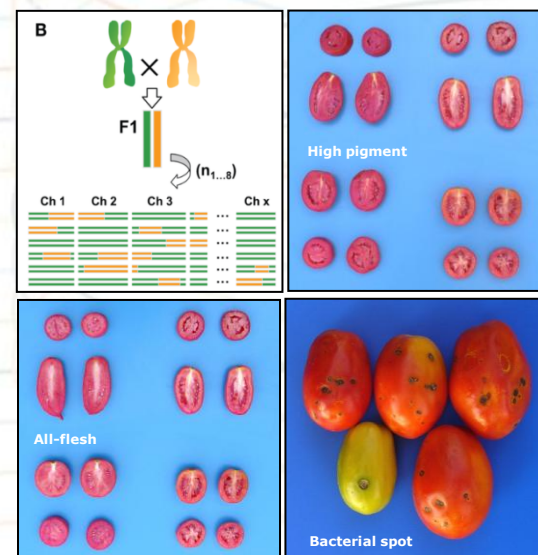 B
F1
(n1...8)
Ch 1 Ch 2 Ch 3 ... Ch x
...
...
...
...
...
...
High pigment
All-flesh
Bacterial spot